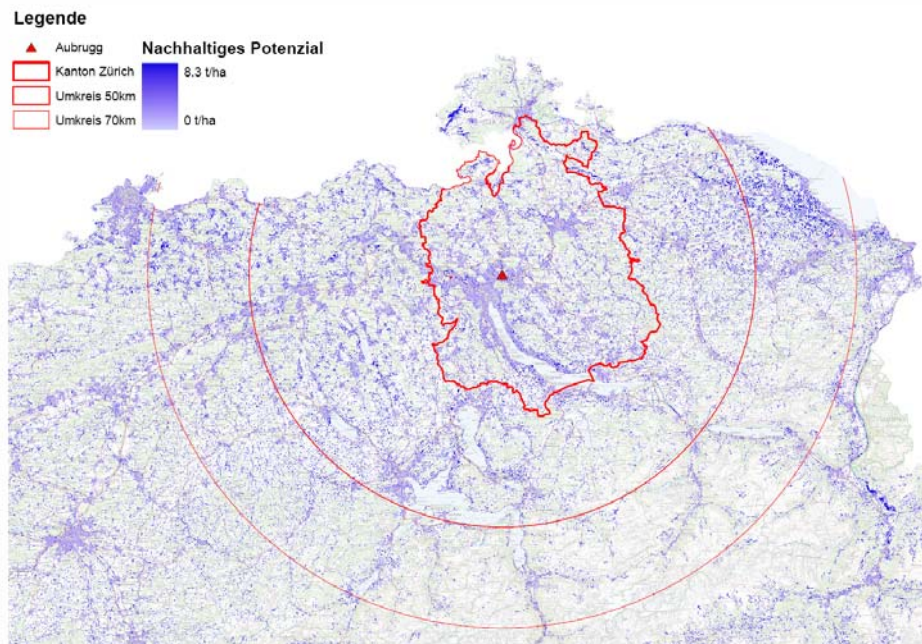 Legende
Aubrugg
Kanton Zürich
Umkreis 50km
Umkreis 70km
Nachhaltiges Potenzial
8.3 t/ha
0 t/ha